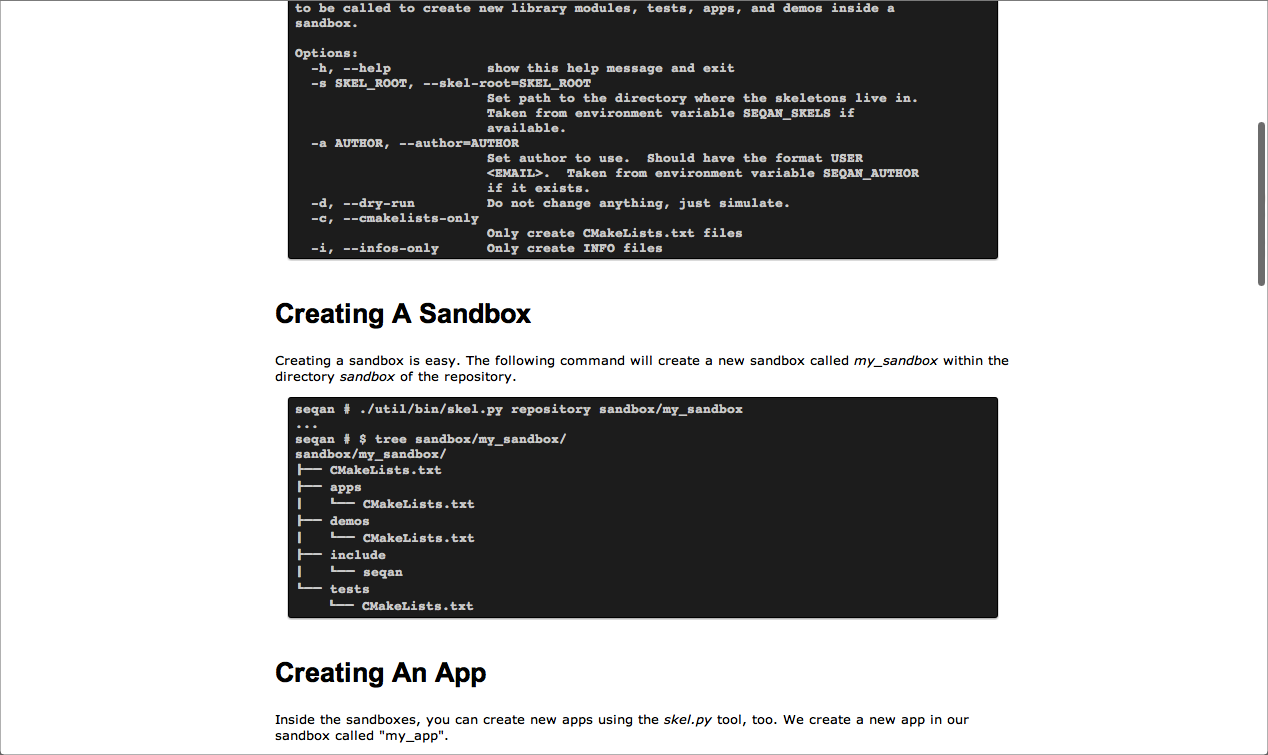 to be called to create new library modules, tests, apps, and demos inside a
sandbox.
Options:
  -h, --help            show this help message and exit
  -s SKEL_ROOT, --skel-root=SKEL_ROOT
                        Set path to the directory where the skeletons live in.
                        Taken from environment variable SEQAN_SKELS if
                        available.
  -a AUTHOR, --author=AUTHOR
                        Set author to use.  Should have the format USER
                        <EMAIL>.  Taken from environment variable SEQAN_AUTHOR
                        if it exists.
  -d, --dry-run         Do not change anything, just simulate.
  -c, --cmakelists-only
                        Only create CMakeLists.txt files
  -i, --infos-only      Only create INFO files
Creating A Sandbox
Creating a sandbox is easy. The following command will create a new sandbox called my_sandbox within the
directory sandbox of the repository.
seqan # ./util/bin/skel.py repository sandbox/my_sandbox
...
seqan # $ tree sandbox/my_sandbox/
sandbox/my_sandbox/
├── CMakeLists.txt
├── apps
│   └── CMakeLists.txt
├── demos
│   └── CMakeLists.txt
├── include
│   └── seqan
└── tests
    └── CMakeLists.txt
Creating An App
Inside the sandboxes, you can create new apps using the skel.py tool, too. We create a new app in our
sandbox called "my_app".